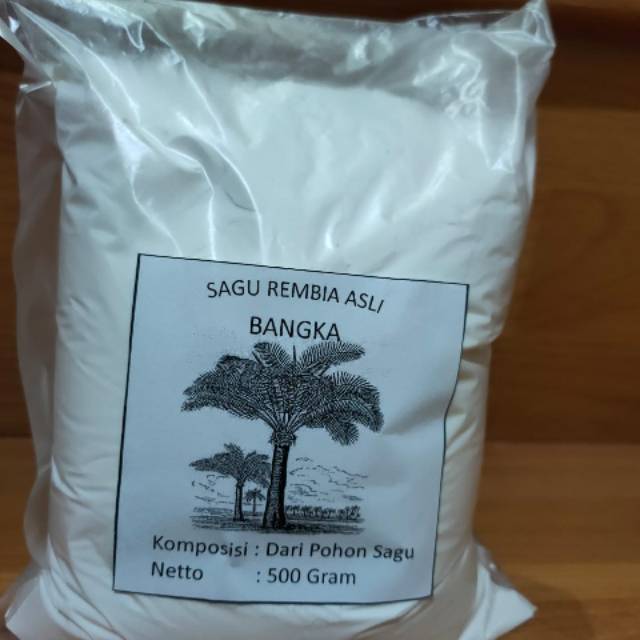 SAGU REMBIA ASLI
BANGKA
Komposisi : Dari Pohon Sagu
Netto : 500 Gram